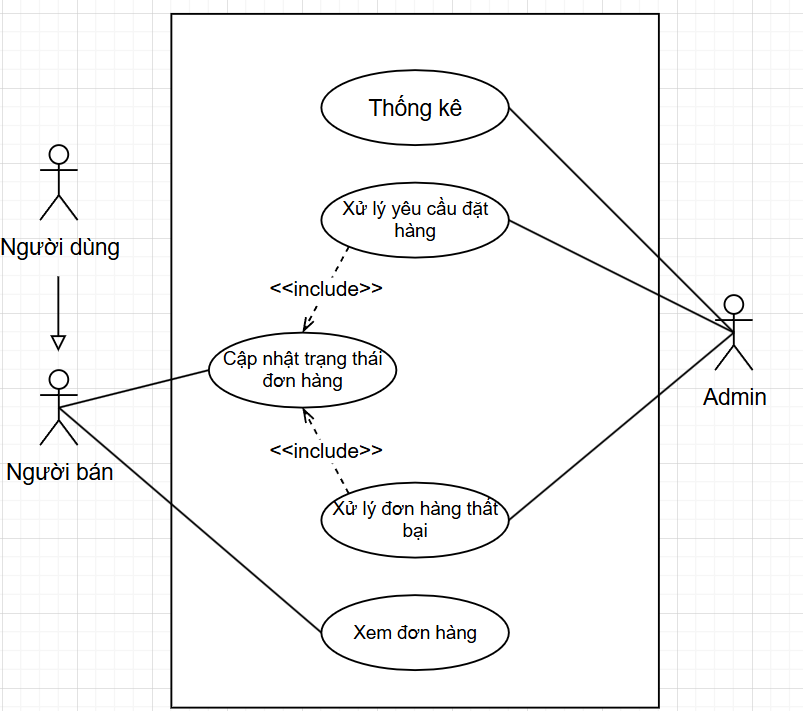 Thống kê
Xử lý yêu cầu đặt
hàng
Người dùng
<<include>>
Cập nhật trạng thái
đơn hàng
Admin
<<include>>
Người bán
Xử lý đơn hàng thất
bại
Xem đơn hàng